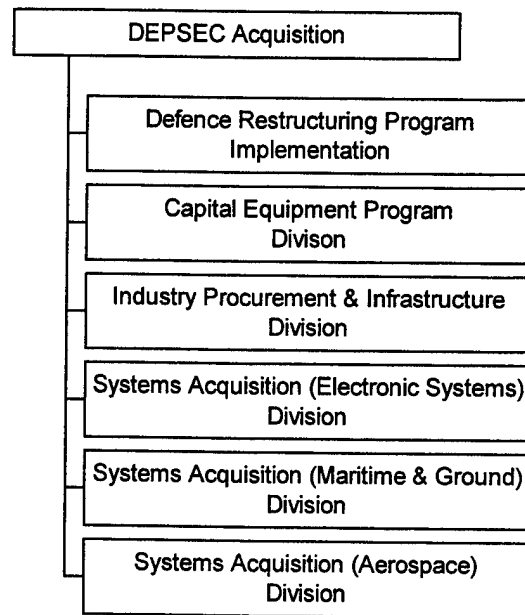 DEPSEC Acquisition
Defence Restructuring Program
Implementation
Capital Equipment Program
Divison
Industry Procurement & Infrastructure
Division
Systems Acquisition (Electronic Systems)
Division
Systems Acquisition (Maritime & Ground)
Division
Systems Acquisition (Aerospace)
Division